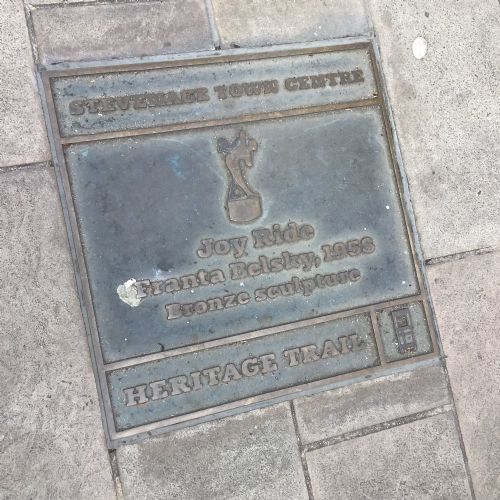 STEVENAGE TOWN CENTRE
Joy Ride
Franta Belsky, 1958
Bronze sculpture
HERITAGE TRAIL